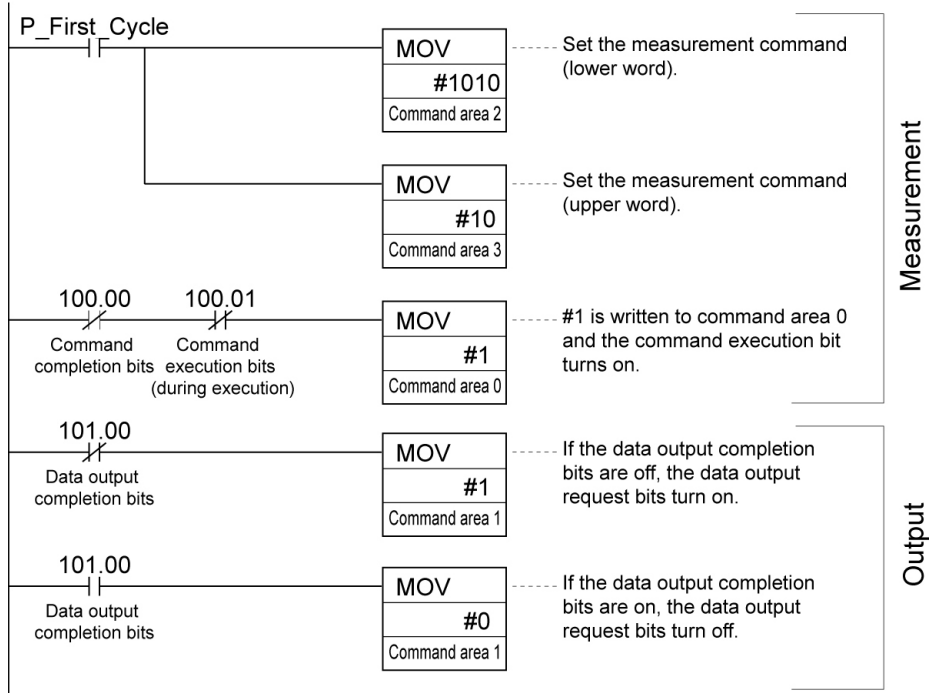 P_First_Cycle
MOV
#1010
Command area 2
Set the measurement command
(lower word).
MOV
#10
Command area 3
Set the measurement command
(upper word).
Measurement
100.00
100.01
Command
completion bits
Command
execution bits
(during execution)
MOV
#1
Command area 0
#1 is written to command area 0
and the command execution bit
turns on.
101.00
Data output
completion bits
MOV
#1
Command area 1
If the data output completion
bits are off, the data output
request bits turn on.
Output
101.00
Data output
completion bits
MOV
#0
Command area 1
If the data output completion
bits are on, the data output
request bits turn off.